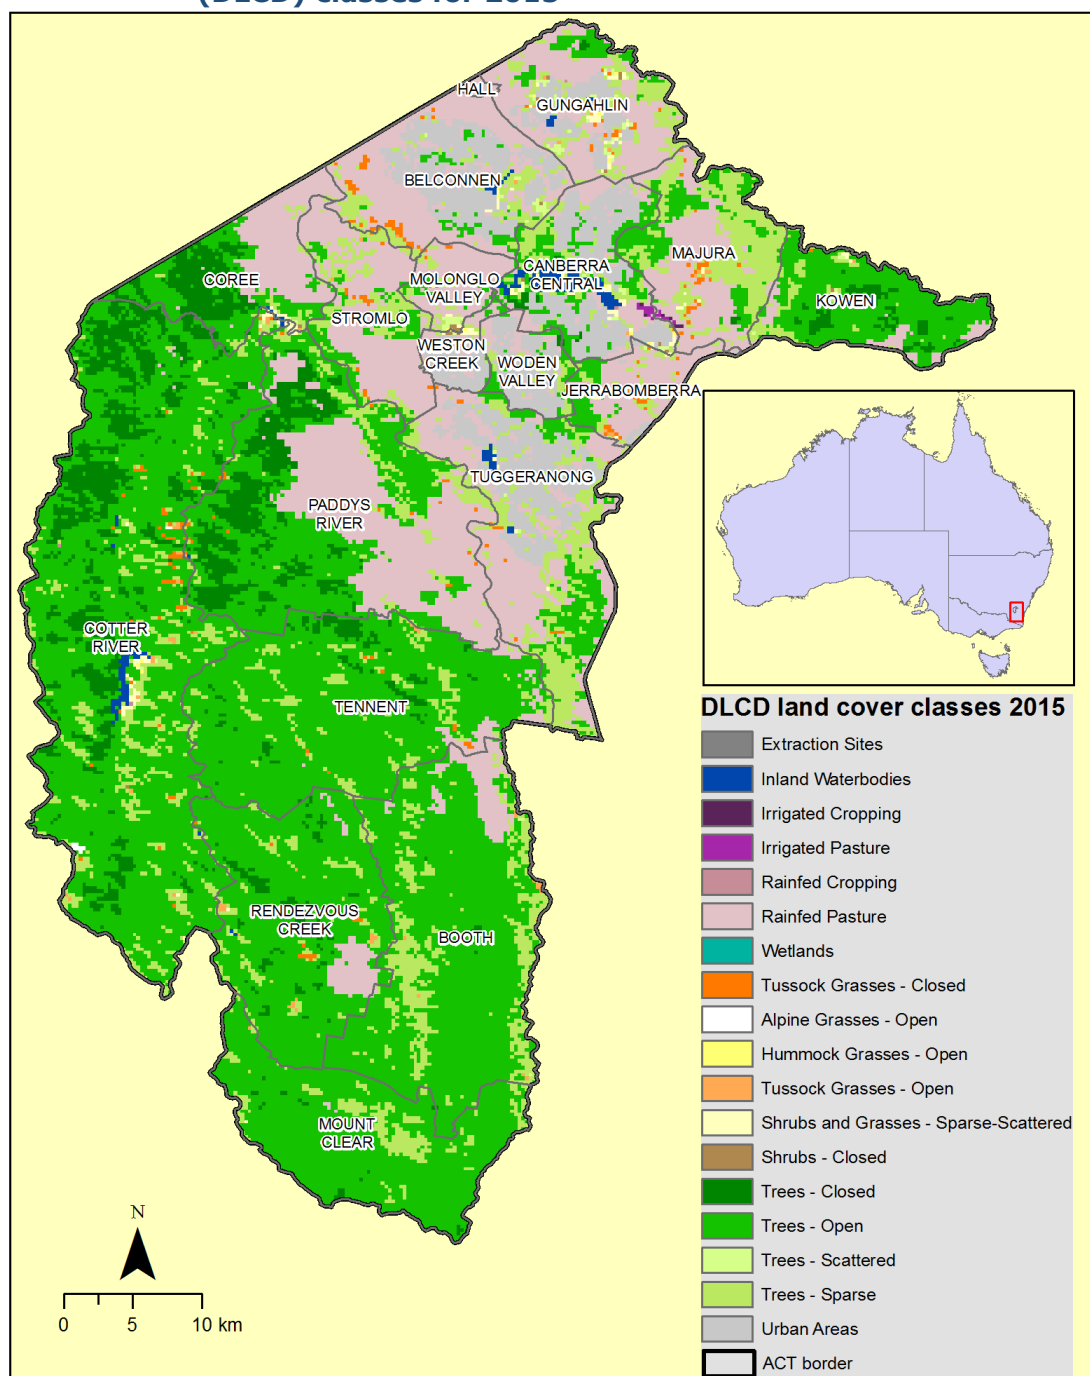 (DLCD) classes for 2015
HALL
GUNGAHLIN
BELCONNEN
MAJURA
CANBERRA
CENTRAL
COREE
MOLONGLO
VALLEY
KOWEN
STROMLO
WESTON
CREEK
WODEN
VALLEY
JERRABOMBERRA
TUGGERANONG
PADDYS
RIVER
COTTER
RIVER
TENNENT
RENDEZVOUS
CREEK
BOOTH
MOUNT
CLEAR
N
0 5 10 km
DLCD land cover classes 2015
Extraction Sites
Inland Waterbodies
Irrigated Cropping
Irrigated Pasture
Rainfed Cropping
Rainfed Pasture
Wetlands
Tussock Grasses - Closed
Alpine Grasses - Open
Hummock Grasses - Open
Tussock Grasses - Open
Shrubs and Grasses - Sparse-Scattered
Shrubs - Closed
Trees - Closed
Trees - Open
Trees - Scattered
Trees - Sparse
Urban Areas
ACT border